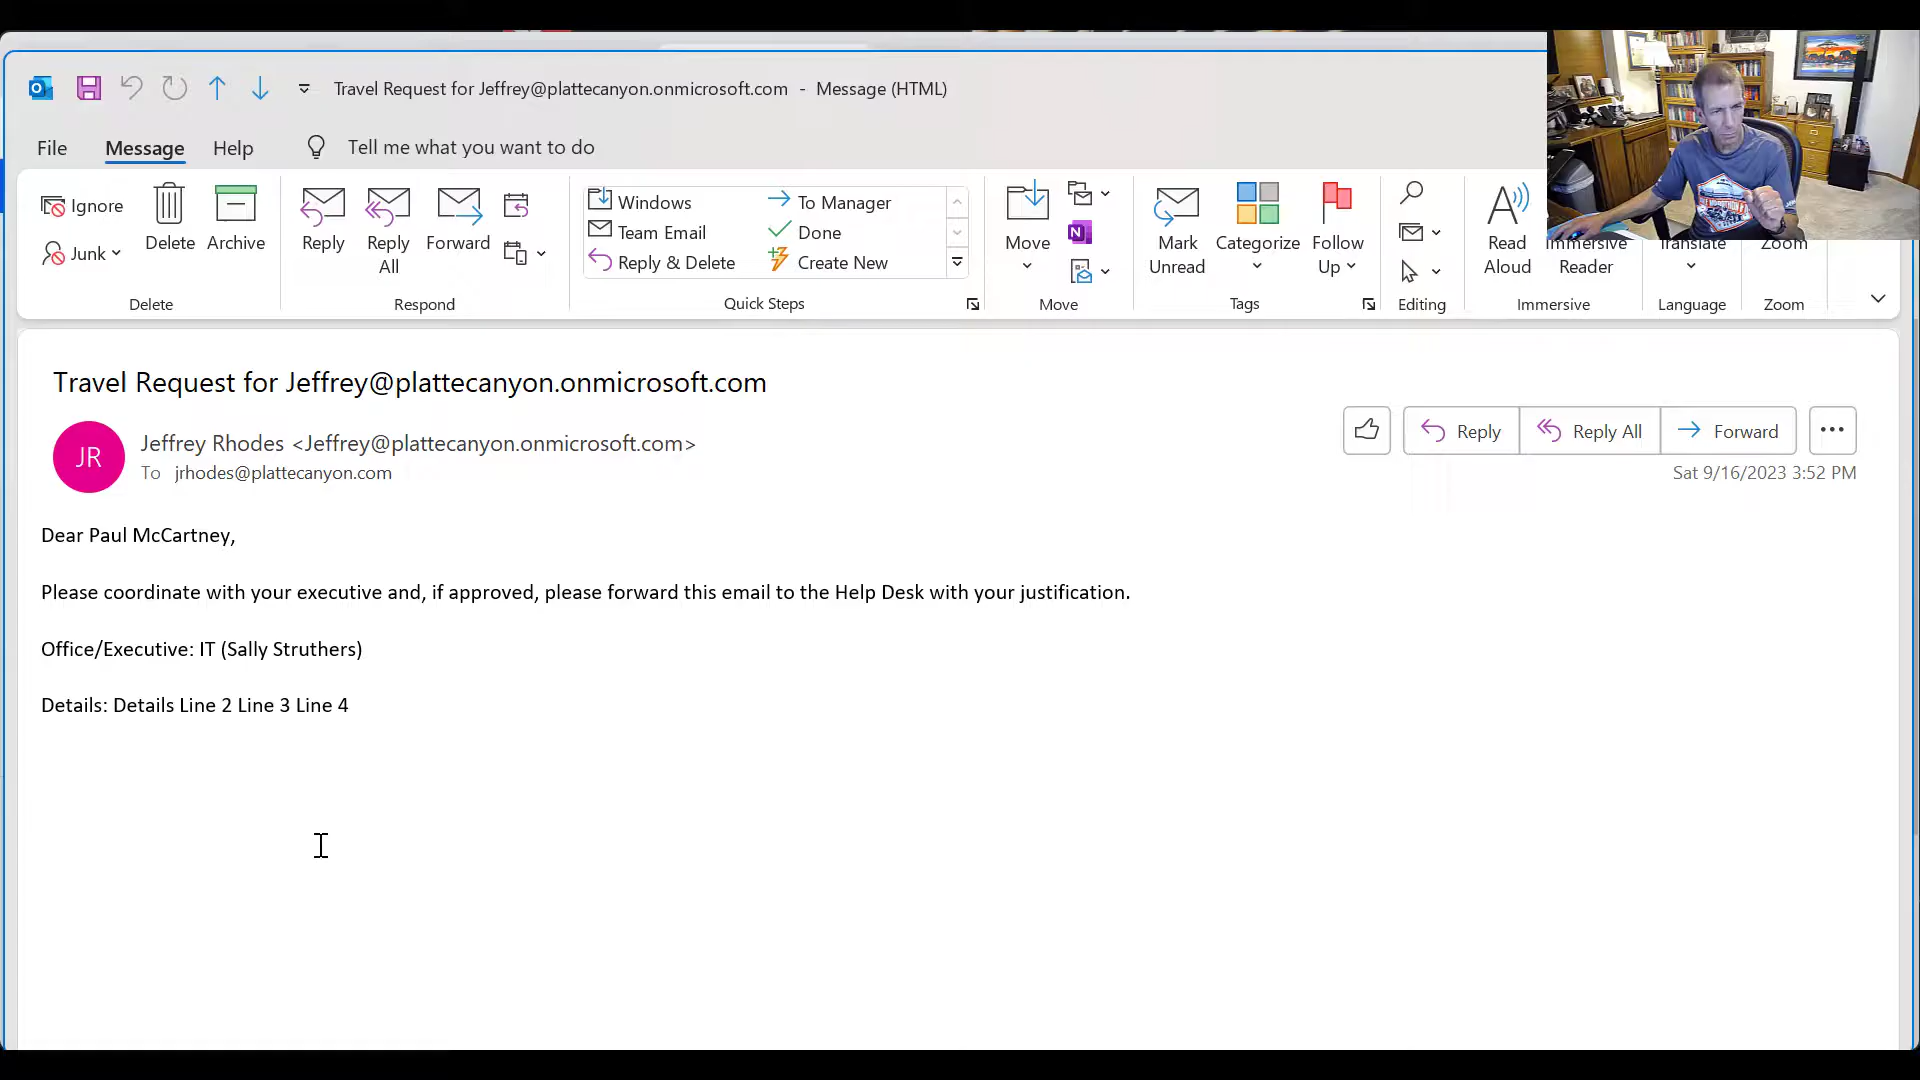 Travel Request for Jeffrey@plattecanyon.onmicrosoft.com - Message (HTML)
File Message Help Tell me what you want to do
Ignore
Junk
Delete
Archive
Delete
Reply
Reply All
Forward
Respond
Windows
Team Email
Reply & Delete
To Manager
Done
Create New
Quick Steps
Move
Move
Mark Unread
Categorize
Follow Up
Tags
Editing
Read Aloud
Immersive Reader
Immersive
Translate
Language
Zoom
Zoom
Travel Request for Jeffrey@plattecanyon.onmicrosoft.com
JR
Jeffrey Rhodes <Jeffrey@plattecanyon.onmicrosoft.com>
To jrhodes@plattecanyon.com
Reply Reply All Forward
Sat 9/16/2023 3:52 PM
Dear Paul McCartney,
Please coordinate with your executive and, if approved, please forward this email to the Help Desk with your justification.
Office/Executive: IT (Sally Struthers)
Details: Details Line 2 Line 3 Line 4